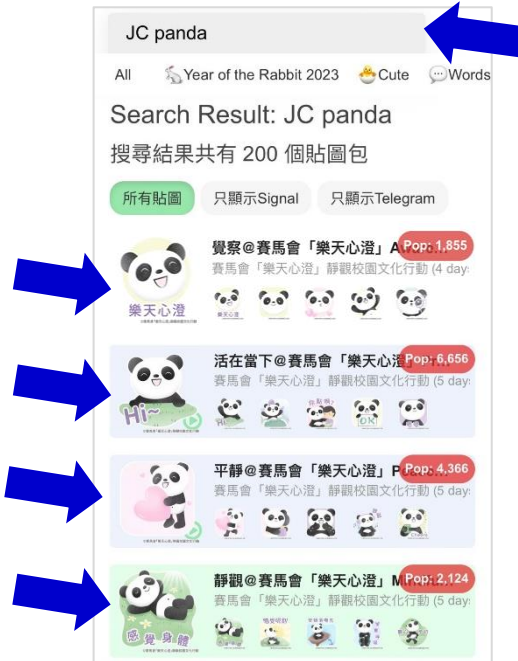 JC panda
All Year of the Rabbit 2023 Cute Words
Search Result: JC panda
搜尋結果共有 200 個貼圖包
所有貼圖 只顯示Signal 只顯示Telegram
覺察@賽馬會「樂天心澄」 Pop: 1,855
賽馬會「樂天心澄」靜觀校園文化行動 (4 day
樂天心澄
活在當下@賽馬會「樂天心澄」 Pop: 6,656
賽馬會「樂天心澄」靜觀校園文化行動 (5 day
Hi~
OK!
平靜@賽馬會「樂天心澄」 Pop: 4,366
賽馬會「樂天心澄」靜觀校園文化行動 (5 day
靜觀@賽馬會「樂天心澄」 Pop: 2,124
賽馬會「樂天心澄」靜觀校園文化行動 (5 day
感覺身體